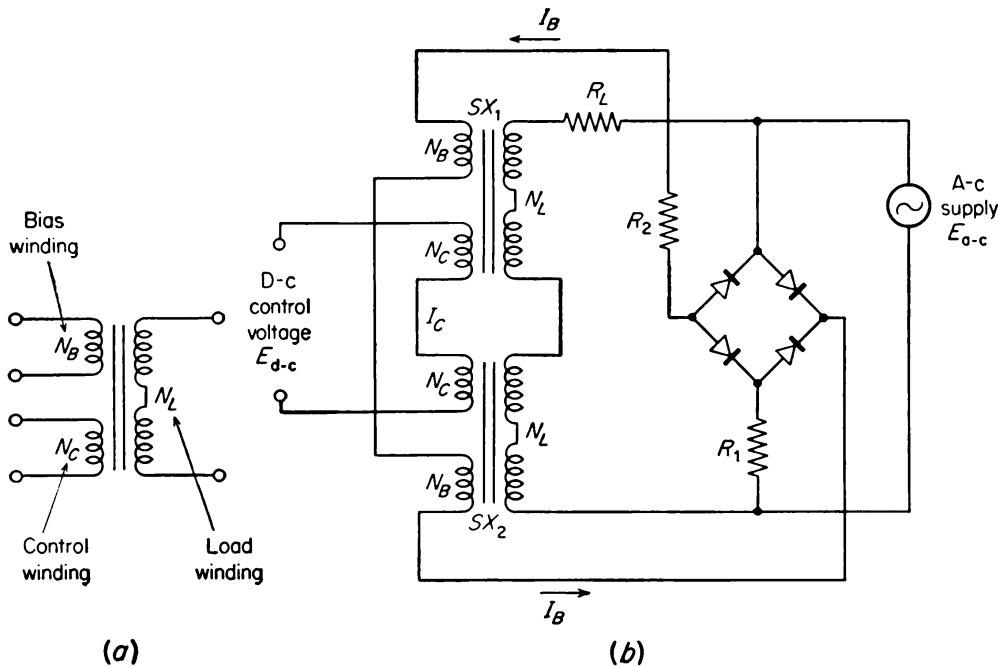 Bias
winding
N_B
N_C
N_L
Control
winding
Load
winding
(a)
I_B
SX_1
R_L
N_B
N_L
R_2
A-c
supply
E_a-c
N_C
D-c
control
voltage
E_d-c
I_C
N_C
N_L
R_1
N_B
SX_2
I_B
(b)